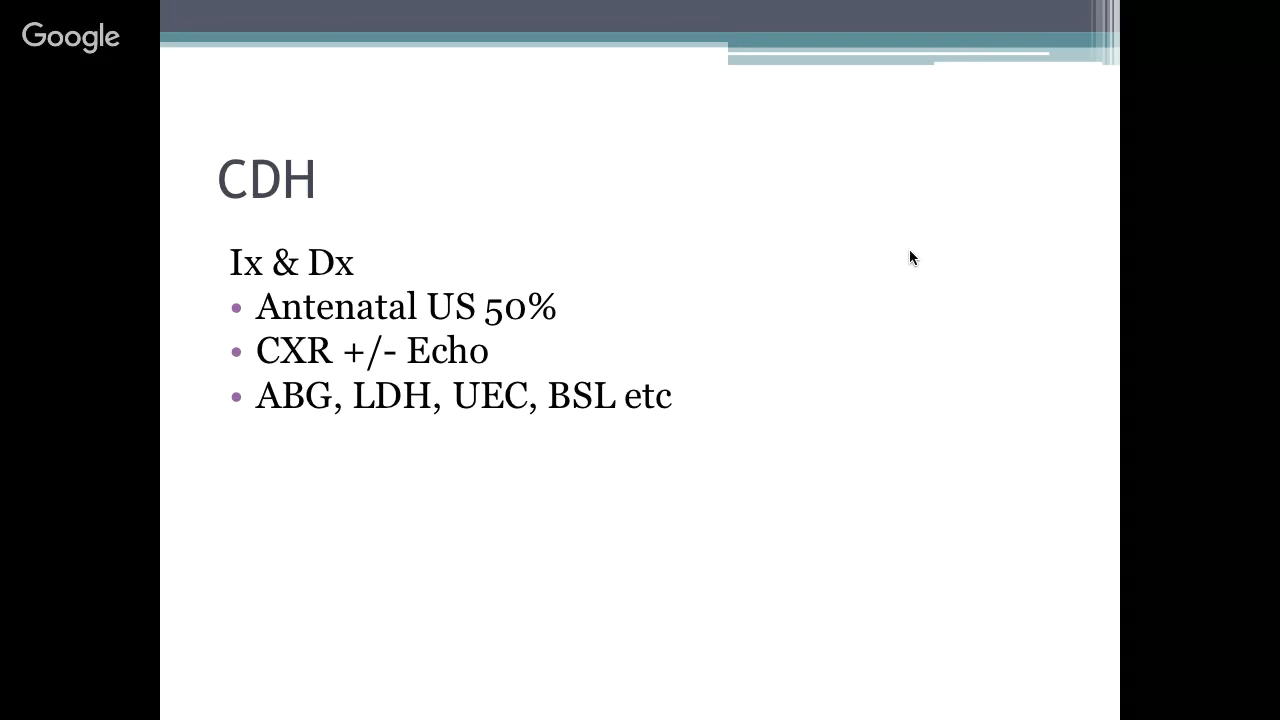 Google
CDH
Ix & Dx
• Antenatal US 50%
• CXR +/- Echo
• ABG, LDH, UEC, BSL etc